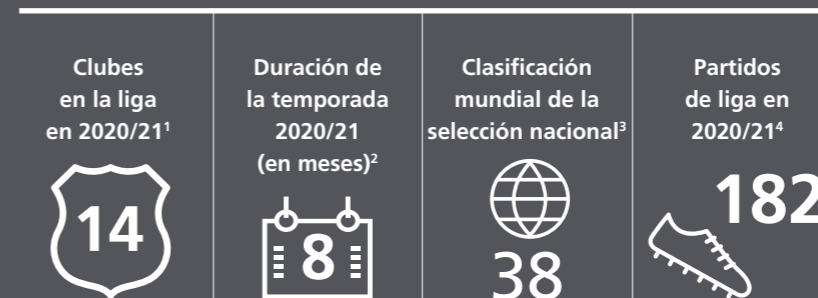 Clubes
en la liga
en 2020/21¹
14
Duración de
la temporada
2020/21
(en meses)²
8
Clasificación
mundial de la
selección nacional³
38
Partidos
de liga en
2020/21⁴
182